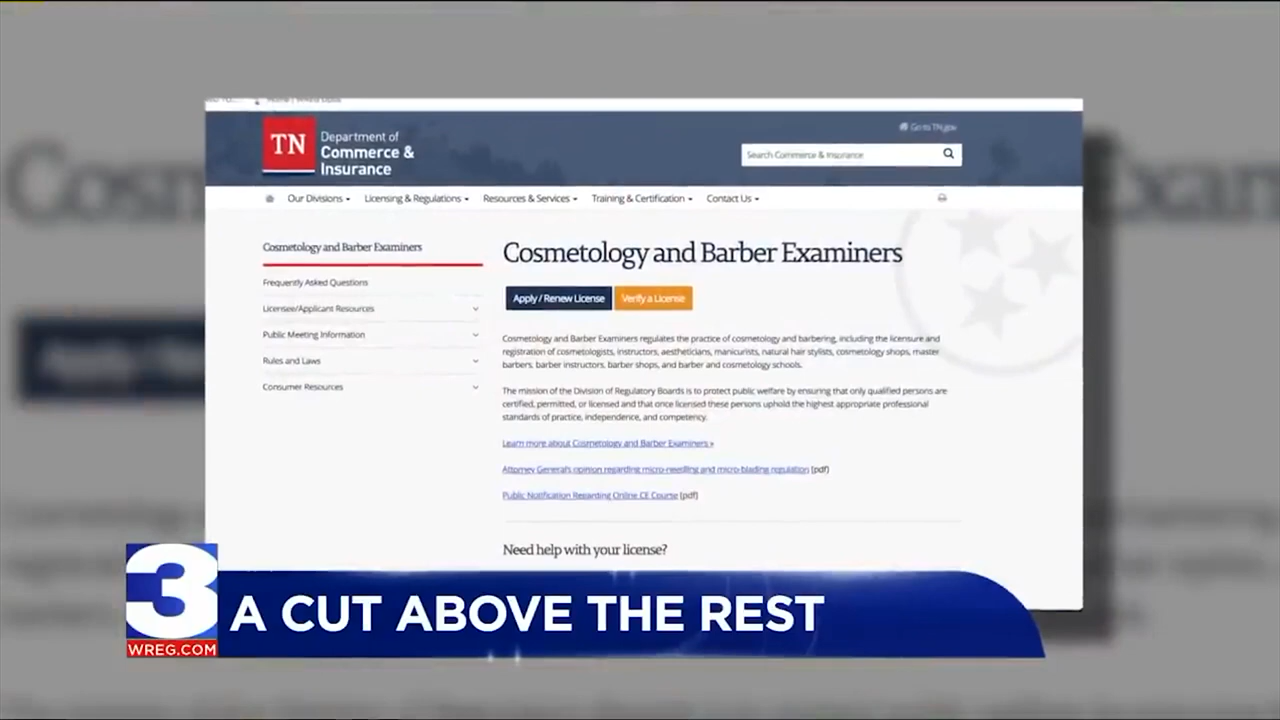 Go to TN.gov
TN
Department of
Commerce &
Insurance
Search Commerce & Insurance
Our Divisions
Licensing & Regulations
Resources & Services
Training & Certification
Contact Us
Cosmetology and Barber Examiners
Frequently Asked Questions
Licensee/Applicant Resources
Public Meeting Information
Rules and Laws
Consumer Resources
Cosmetology and Barber Examiners
Apply / Renew License
Verify a License
Cosmetology and Barber Examiners regulates the practice of cosmetology and barbering, including the licensure and
registration of cosmetologists, instructors, aestheticians, manicurists, natural hair stylists, cosmetology shops, master
barbers, barber instructors, barber shops, and barber and cosmetology schools.
The mission of the Division of Regulatory Boards is to protect public welfare by ensuring that only qualified persons are
certified, permitted, or licensed and that once licensed these persons uphold the highest appropriate professional
standards of practice, independence, and competency.
Learn more about Cosmetology and Barber Examiners »
Attorney General's opinion regarding micro-needling and micro-blading regulation (pdf)
Public Notification Regarding Online CE Course (pdf)
Need help with your license?
3
WREG.COM
A CUT ABOVE THE REST